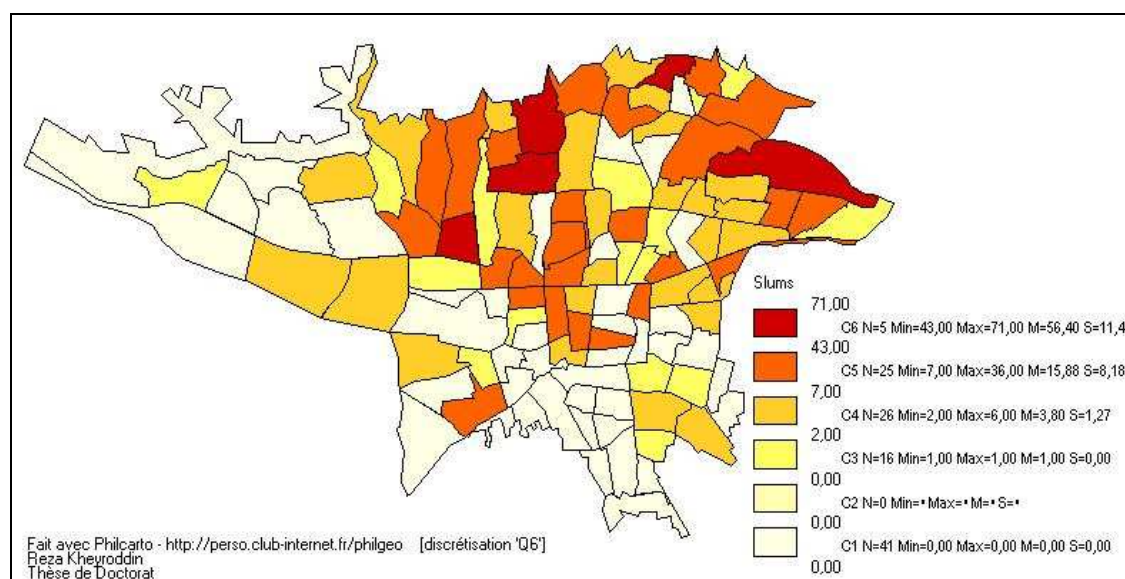 Slums
71,00
C6 N=5 Min=43,00 Max=71,00 M=56,40 S=11,4
43,00
C5 N=25 Min=7,00 Max=36,00 M=15,88 S=8,18
7,00
C4 N=26 Min=2,00 Max=6,00 M=3,80 S=1,27
2,00
C3 N=16 Min=1,00 Max=1,00 M=1,00 S=0,00
0,00
C2 N=0 Min=• Max=• M=• S=•
0,00
C1 N=41 Min=0,00 Max=0,00 M=0,00 S=0,00
0,00
Fait avec Philcarto - http://perso.club-internet.fr/philgeo [discrétisation 'Q6']
Reza Kheyroddin
Thèse de Doctorat